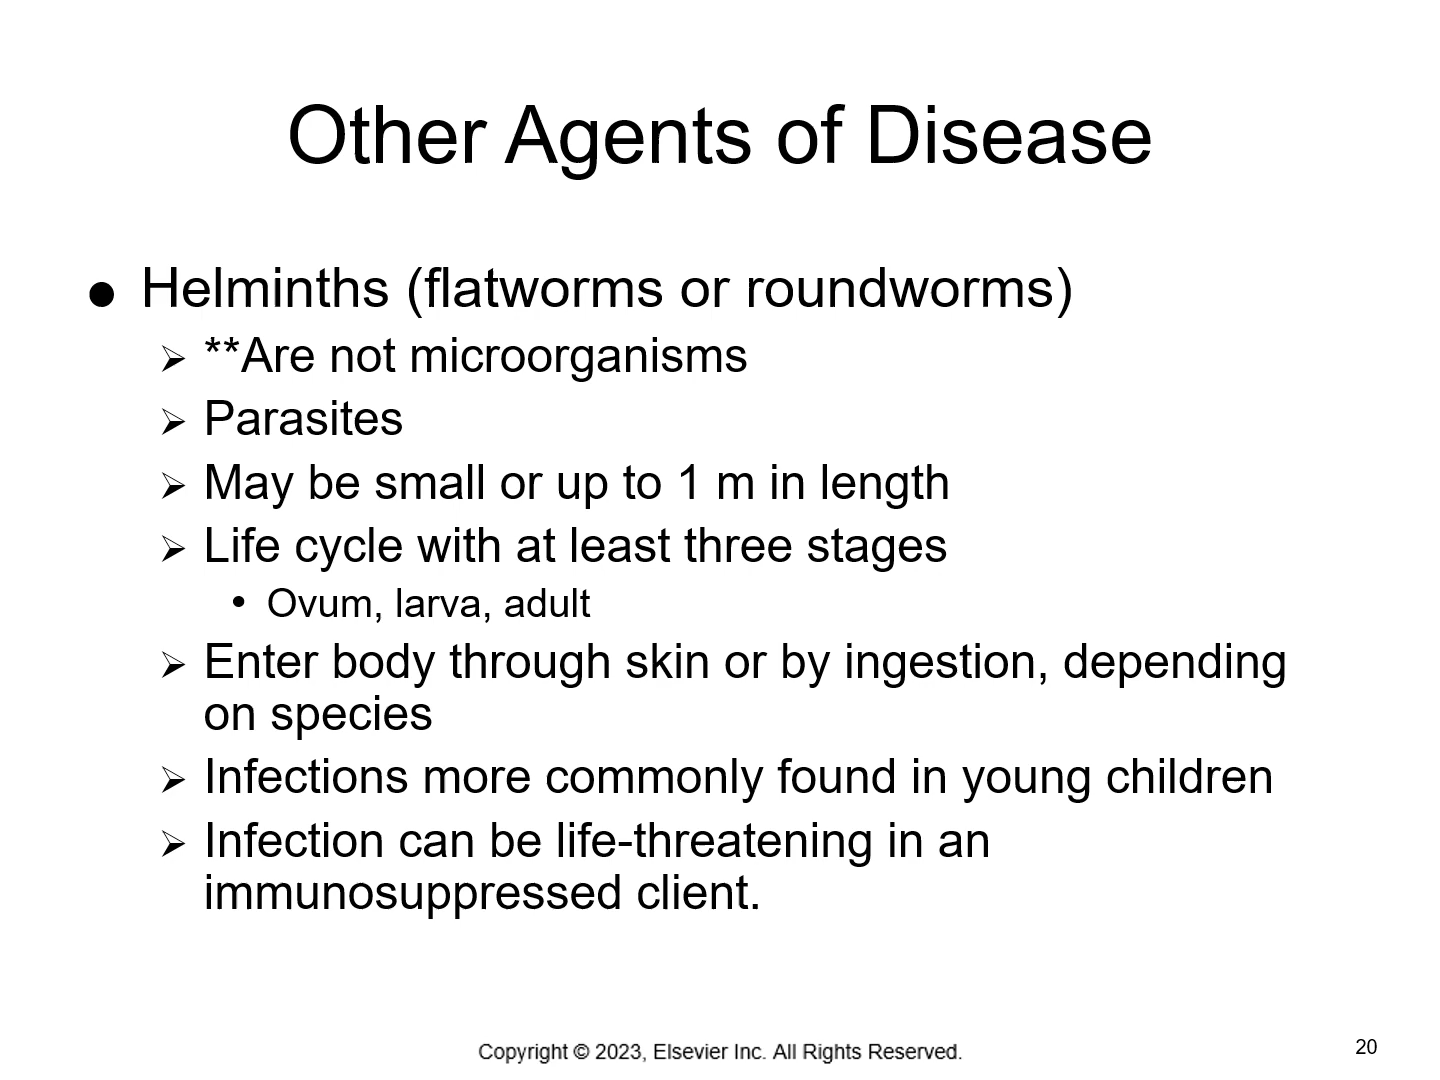 Other Agents of Disease
● Helminths (flatworms or roundworms)
➢ **Are not microorganisms
➢ Parasites
➢ May be small or up to 1 m in length
➢ Life cycle with at least three stages
• Ovum, larva, adult
➢ Enter body through skin or by ingestion, depending
on species
➢ Infections more commonly found in young children
➢ Infection can be life-threatening in an
immunosuppressed client.
Copyright © 2023, Elsevier Inc. All Rights Reserved.
20